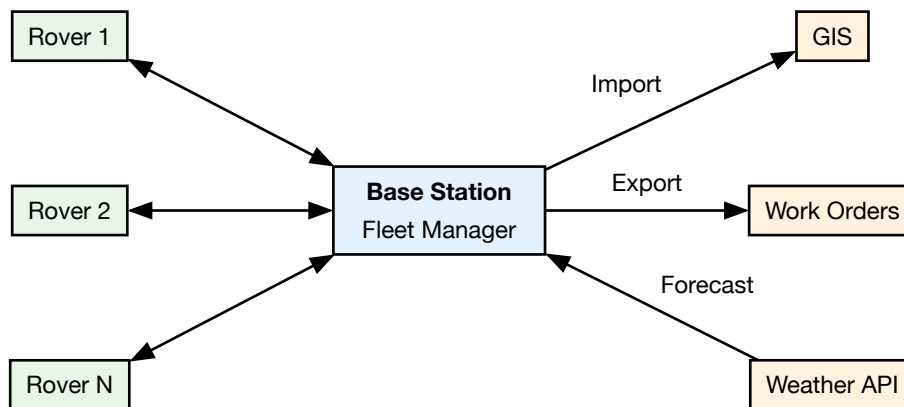 Rover 1
GIS
Import
Rover 2
Base Station
Fleet Manager
Export
Work Orders
Forecast
Rover N
Weather API